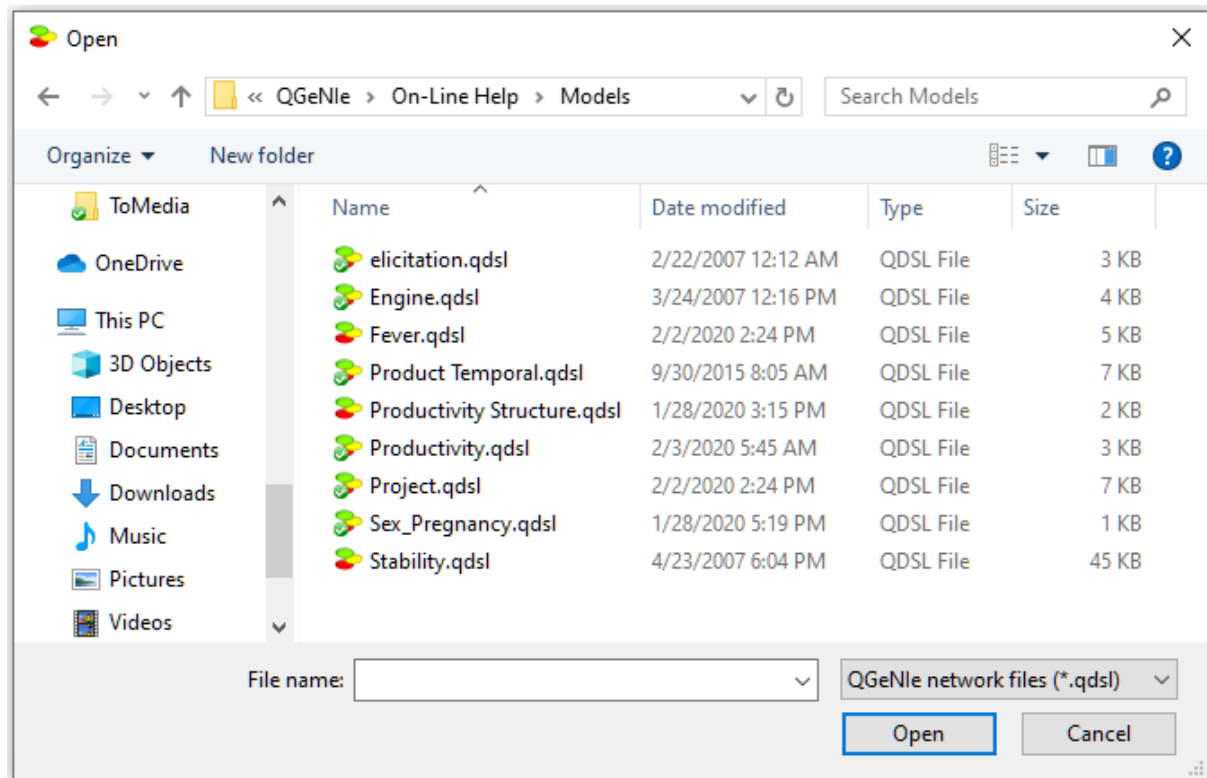 Open
« QGeNIe > On-Line Help > Models
Search Models
Organize
New folder
ToMedia
OneDrive
This PC
3D Objects
Desktop
Documents
Downloads
Music
Pictures
Videos
Name Date modified Type Size
elicitation.qdsl 2/22/2007 12:12 AM QDSL File 3 KB
Engine.qdsl 3/24/2007 12:16 PM QDSL File 4 KB
Fever.qdsl 2/2/2020 2:24 PM QDSL File 5 KB
Product Temporal.qdsl 9/30/2015 8:05 AM QDSL File 7 KB
Productivity Structure.qdsl 1/28/2020 3:15 PM QDSL File 2 KB
Productivity.qdsl 2/3/2020 5:45 AM QDSL File 3 KB
Project.qdsl 2/2/2020 2:24 PM QDSL File 7 KB
Sex_Pregnancy.qdsl 1/28/2020 5:19 PM QDSL File 1 KB
Stability.qdsl 4/23/2007 6:04 PM QDSL File 45 KB
File name:
QGeNIe network files (*.qdsl)
Open
Cancel